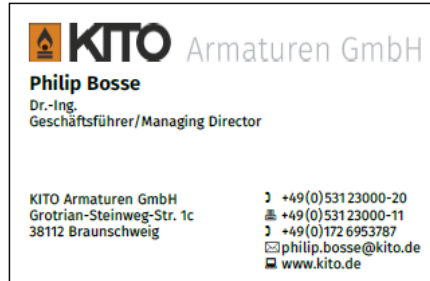 KITO Armaturen GmbH
Philip Bosse
Dr.-Ing.
Geschäftsführer/Managing Director
KITO Armaturen GmbH
Grotrian-Steinweg-Str. 1c
38112 Braunschweig
+49(0)531 23000-20
+49(0)531 23000-11
+49(0)172 6953787
philip.bosse@kito.de
www.kito.de